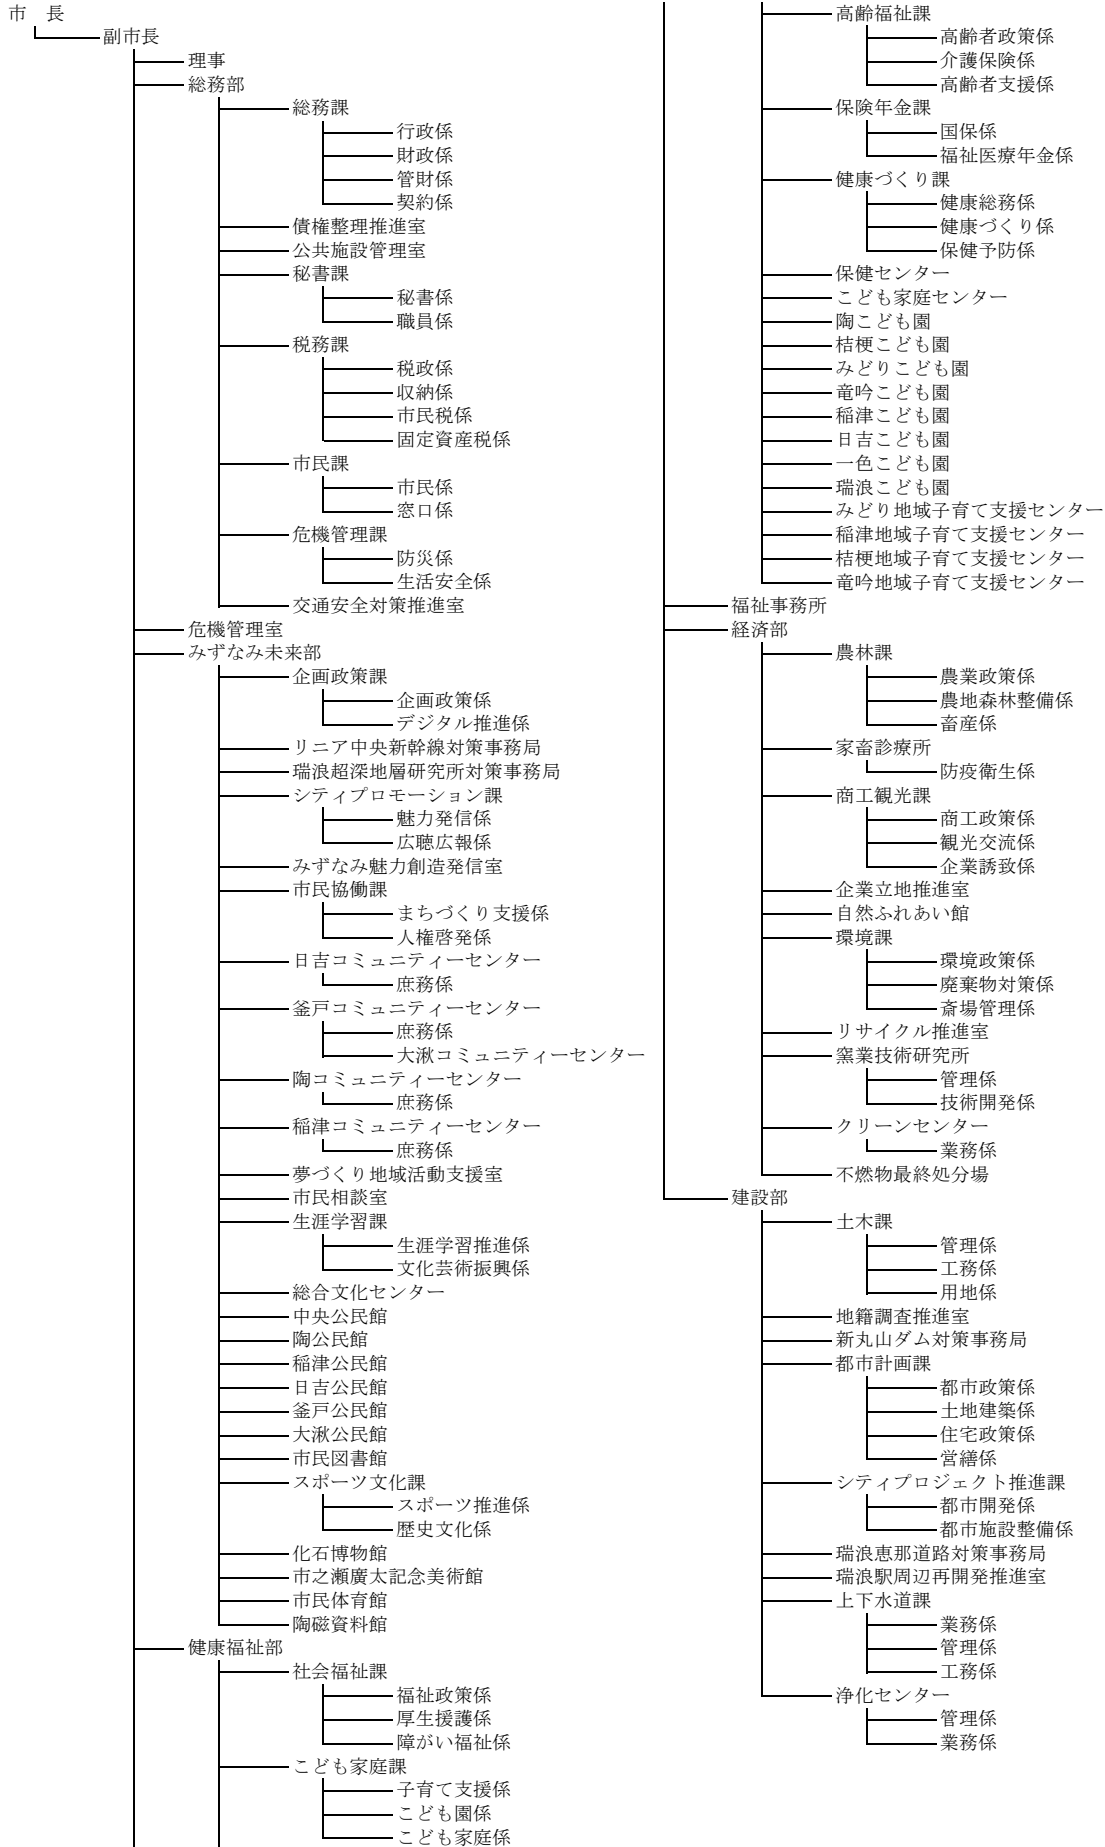 市　長
副市長
理事
総務部
総務課
行政係
財政係
管財係
契約係
債権整理推進室
公共施設管理室
秘書課
秘書係
職員係
税務課
税政係
収納係
市民税係
固定資産税係
市民課
市民係
窓口係
危機管理課
防災係
生活安全係
交通安全対策推進室
危機管理室
みずなみ未来部
企画政策課
企画政策係
デジタル推進係
リニア中央新幹線対策事務局
瑞浪超深地層研究所対策事務局
シティプロモーション課
魅力発信係
広聴広報係
みずなみ魅力創造発信室
市民協働課
まちづくり支援係
人権啓発係
日吉コミュニティーセンター
庶務係
釜戸コミュニティーセンター
庶務係
大湫コミュニティーセンター
陶コミュニティーセンター
庶務係
稲津コミュニティーセンター
庶務係
夢づくり地域活動支援室
市民相談室
生涯学習課
生涯学習推進係
文化芸術振興係
総合文化センター
中央公民館
陶公民館
稲津公民館
日吉公民館
釜戸公民館
大湫公民館
市民図書館
スポーツ文化課
スポーツ推進係
歴史文化係
化石博物館
市之瀬廣太記念美術館
市民体育館
陶磁資料館
健康福祉部
社会福祉課
福祉政策係
厚生援護係
障がい福祉係
こども家庭課
子育て支援係
こども園係
こども家庭係
高齢福祉課
高齢者政策係
介護保険係
高齢者支援係
保険年金課
国保係
福祉医療年金係
健康づくり課
健康総務係
健康づくり係
保健予防係
保健センター
こども家庭センター
陶こども園
桔梗こども園
みどりこども園
竜吟こども園
稲津こども園
日吉こども園
一色こども園
瑞浪こども園
みどり地域子育て支援センター
稲津地域子育て支援センター
桔梗地域子育て支援センター
竜吟地域子育て支援センター
福祉事務所
経済部
農林課
農業政策係
農地森林整備係
畜産係
家畜診療所
防疫衛生係
商工観光課
商工政策係
観光交流係
企業誘致係
企業立地推進室
自然ふれあい館
環境課
環境政策係
廃棄物対策係
斎場管理係
リサイクル推進室
窯業技術研究所
管理係
技術開発係
クリーンセンター
業務係
不燃物最終処分場
建設部
土木課
管理係
工務係
用地係
地籍調査推進室
新丸山ダム対策事務局
都市計画課
都市政策係
土地建築係
住宅政策係
営繕係
シティプロジェクト推進課
都市開発係
都市施設整備係
瑞浪恵那道路対策事務局
瑞浪駅周辺再開発推進室
上下水道課
業務係
管理係
工務係
浄化センター
管理係
業務係